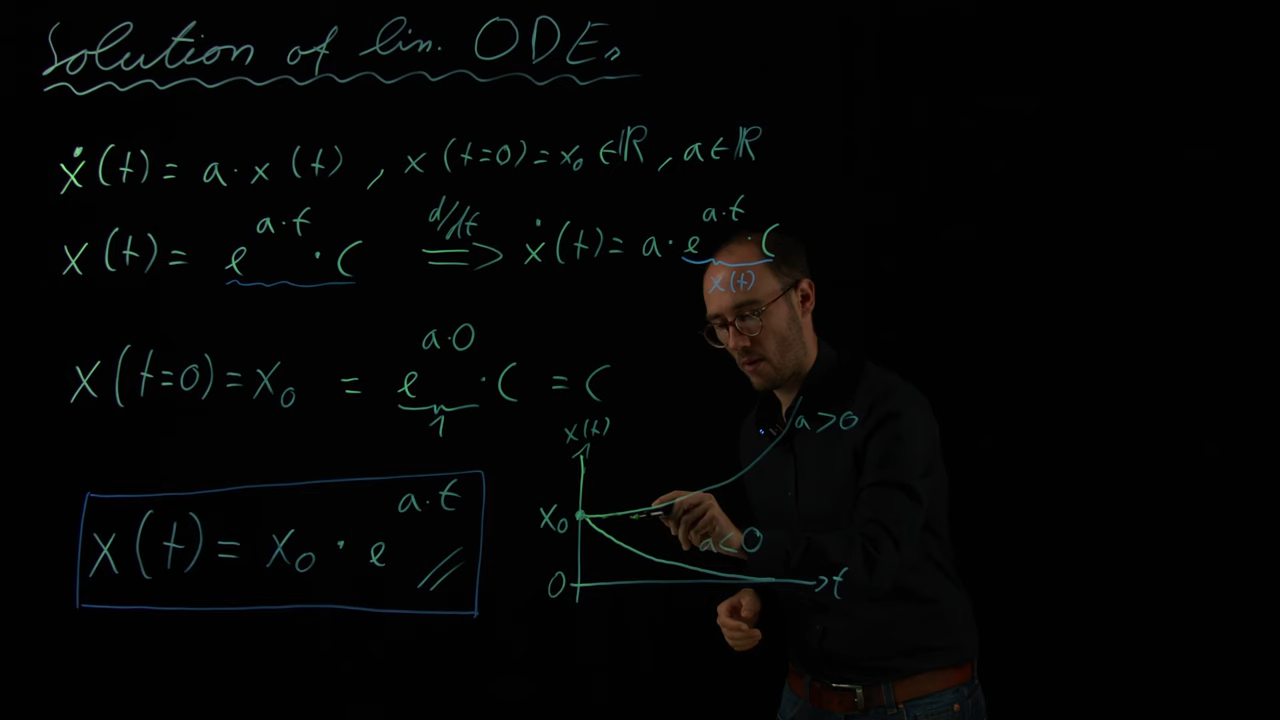 Solution of lin. ODEs
ẋ(t) = a·x(t), x(t=0) = x₀ ∈ ℝ, a ∈ ℝ
x(t) = e^{a·t} · C  d/dt ⟹  ẋ(t) = a·e^{a·t} · C
x(t)
x(t=0) = x₀ = e^{a·0} · C = C
1
x(t)
a>0
x(t) = x₀ · e^{a·t} //
x₀
a<0
0
t